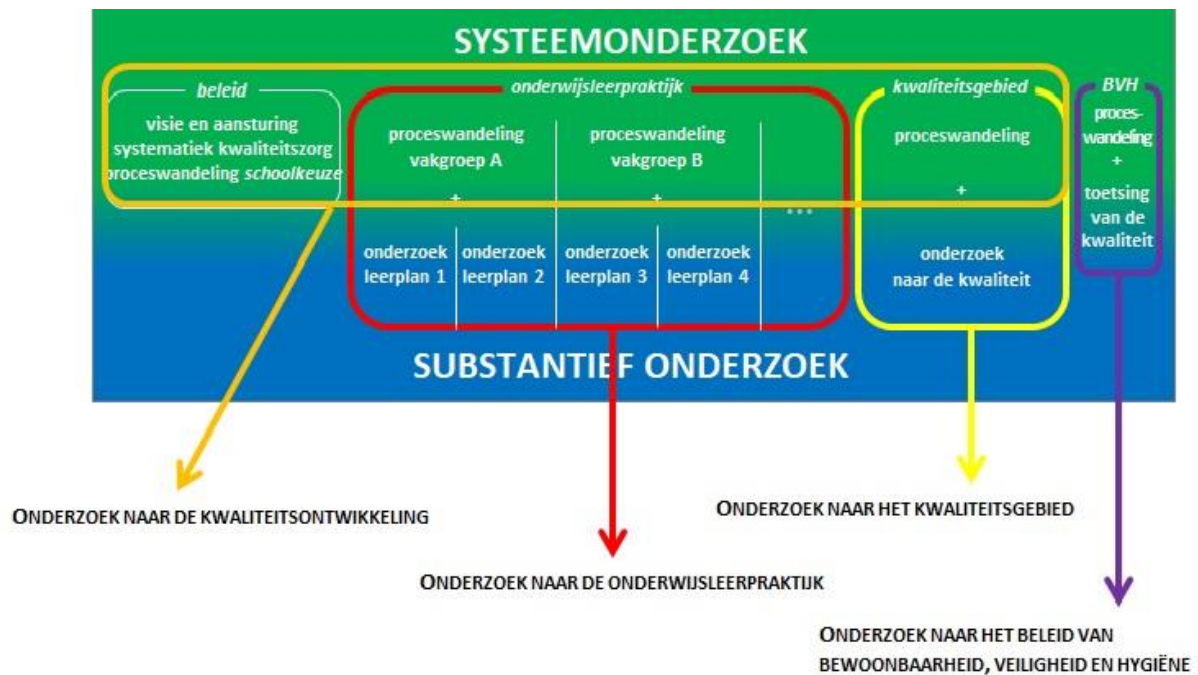 SYSTEEMONDERZOEK
beleid
visie en aansturing
systematiek kwaliteitszorg
proceswandeling schoolkeuze
onderwijsleerpraktijk
proceswandeling
vakgroep A
+
onderzoek
leerplan 1
onderzoek
leerplan 2
proceswandeling
vakgroep B
+
onderzoek
leerplan 3
onderzoek
leerplan 4
...
kwaliteitsgebied
proceswandeling
+
onderzoek
naar de kwaliteit
BVH
proces-
wandeling
+
toetsing
van de
kwaliteit
SUBSTANTIEF ONDERZOEK
ONDERZOEK NAAR DE KWALITEITSONTWIKKELING
ONDERZOEK NAAR HET KWALITEITSGEBIED
ONDERZOEK NAAR DE ONDERWIJSLEERPRAKTIJK
ONDERZOEK NAAR HET BELEID VAN
BEWOONBAARHEID, VEILIGHEID EN HYGIËNE